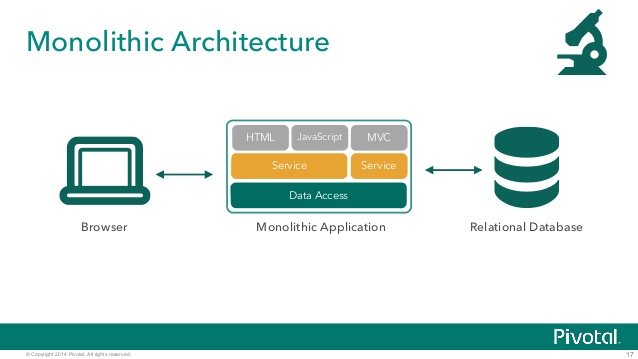 Monolithic Architecture
HTML JavaScript MVC
Service Service
Data Access
Browser Monolithic Application Relational Database
Pivotal
© Copyright 2014 Pivotal. All rights reserved. 17